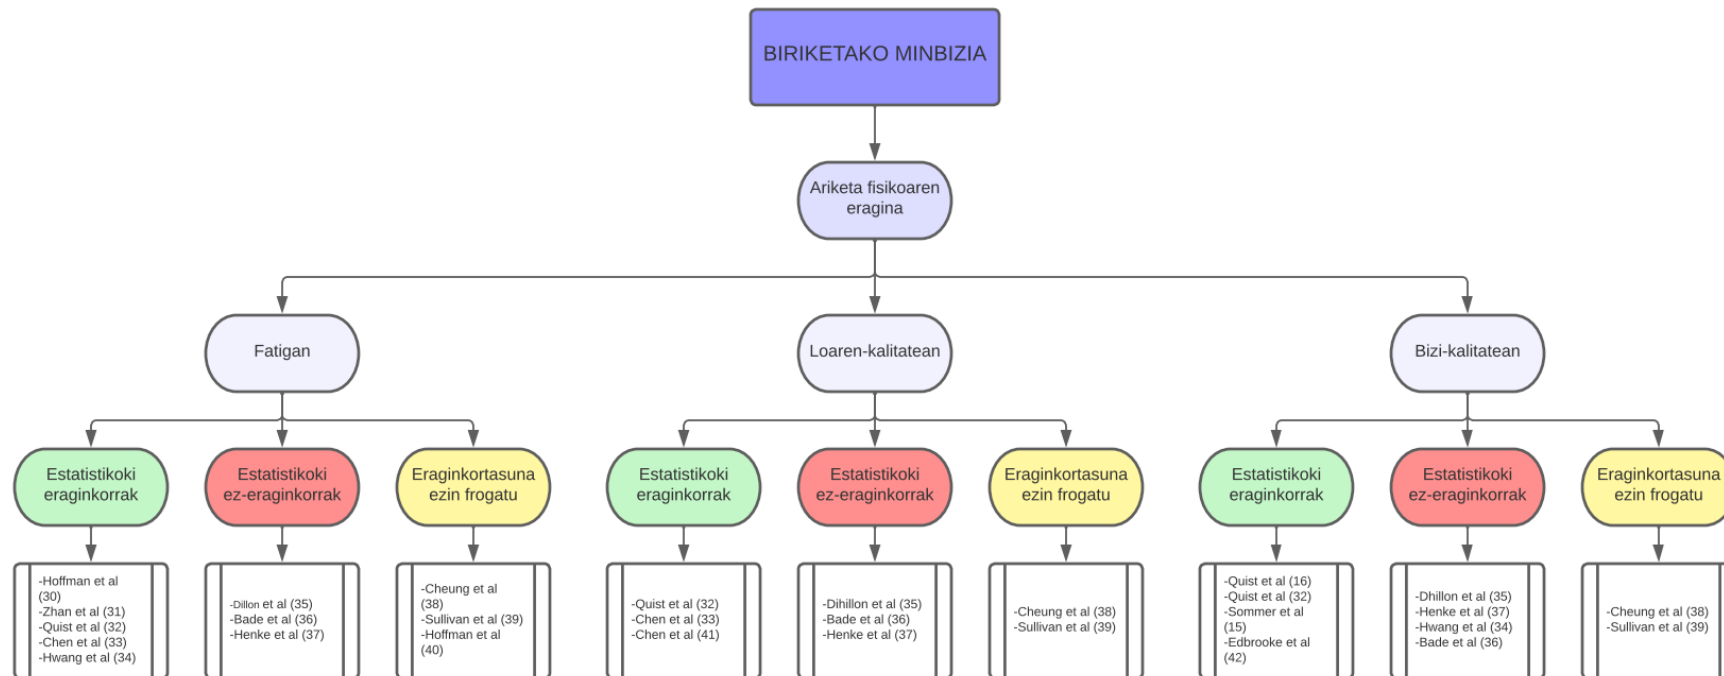 BIRIKETAKO MINBIZIA
Ariketa fisikoaren
eragina
Fatigan
Loaren-kalitatean
Bizi-kalitatean
Estatistikoki
eraginkorrak
Estatistikoki
ez-eraginkorrak
Eraginkortasuna
ezin frogatu
Estatistikoki
eraginkorrak
Estatistikoki
ez-eraginkorrak
Eraginkortasuna
ezin frogatu
Estatistikoki
eraginkorrak
Estatistikoki
ez-eraginkorrak
Eraginkortasuna
ezin frogatu
-Hoffman et al
(30)
-Zhan et al (31)
-Quist et al (32)
-Chen et al (33)
-Hwang et al (34)
-Dillon et al (35)
-Bade et al (36)
-Henke et al (37)
-Cheung et al
(38)
-Sullivan et al (39)
-Hoffman et al
(40)
-Quist et al (32)
-Chen et al (33)
-Chen et al (41)
-Dihillon et al (35)
-Bade et al (36)
-Henke et al (37)
-Cheung et al (38)
-Sullivan et al (39)
-Quist et al (16)
-Quist et al (32)
-Sommer et al
(15)
-Edbrooke et al
(42)
-Dhillon et al (35)
-Henke et al (37)
-Hwang et al (34)
-Bade et al (36)
-Cheung et al (38)
-Sullivan et al (39)